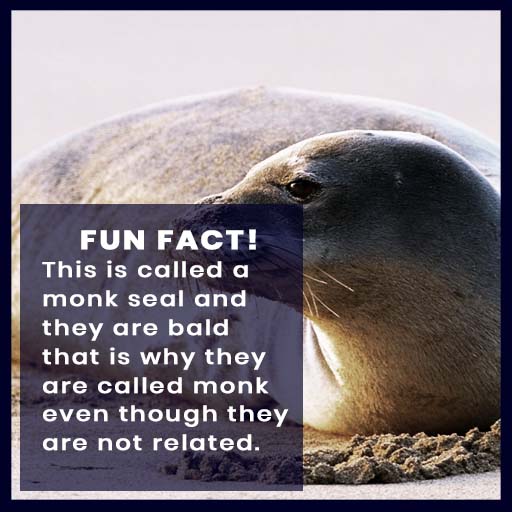 FUN FACT!
This is called a
monk seal and
they are bald
that is why they
are called monk
even though they
are not related.